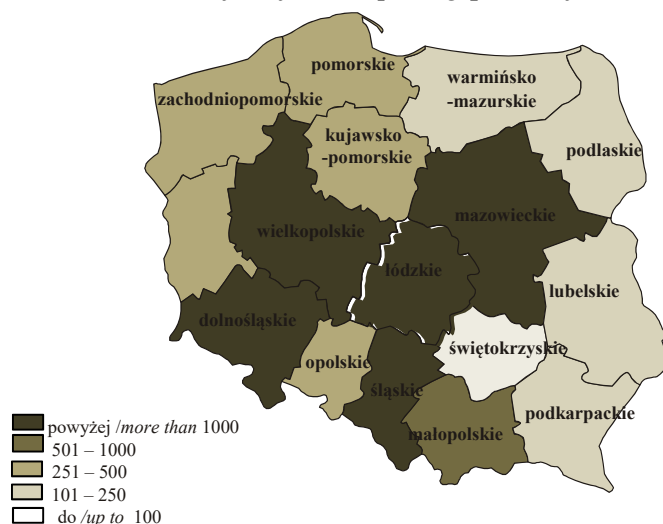 pomorskie
warmińsko
-mazurskie
zachodniopomorskie
kujawsko
-pomorskie
podlaskie
mazowieckie
wielkopolskie
łódzkie
lubelskie
dolnośląskie
świętokrzyskie
opolskie
śląskie
podkarpackie
małopolskie
powyżej /more than 1000
501 – 1000
251 – 500
101 – 250
do /up to 100